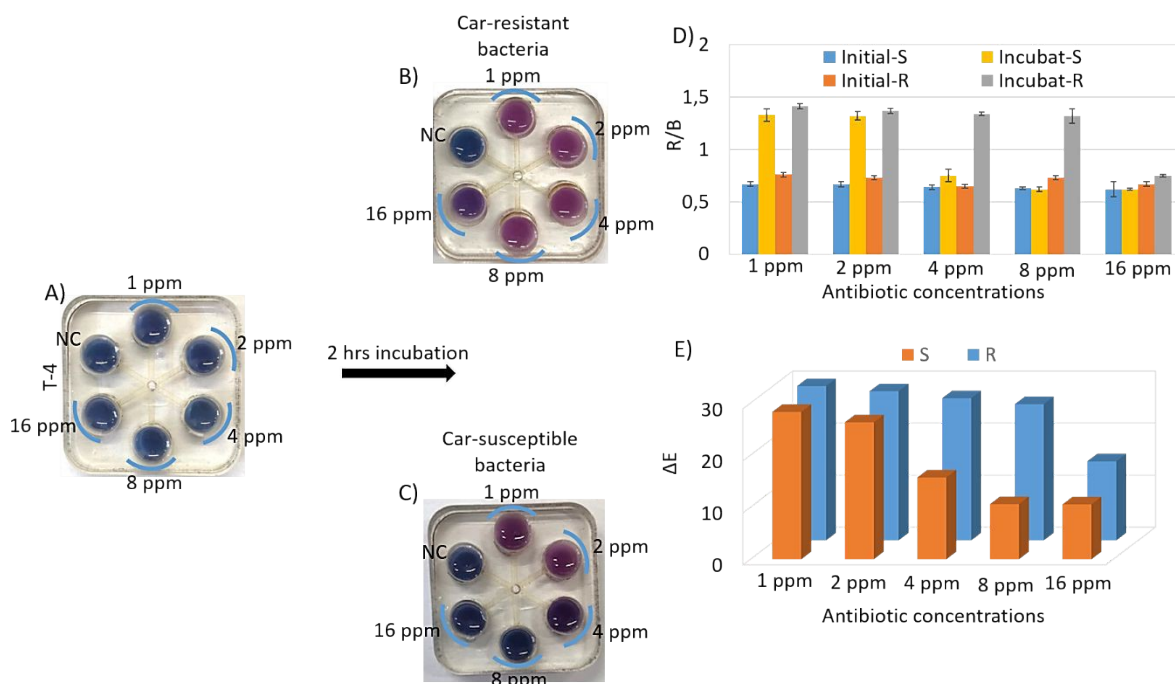 A)
T-4
1 ppm
NC
2 ppm
16 ppm
4 ppm
8 ppm
2 hrs incubation
Car-resistant
bacteria
B)
1 ppm
NC
2 ppm
16 ppm
4 ppm
8 ppm
Car-susceptible
bacteria
C)
1 ppm
NC
2 ppm
16 ppm
4 ppm
8 ppm
D)
Initial-S
Incubat-S
Initial-R
Incubat-R
R/B
2
1,5
1
0,5
0
1 ppm
2 ppm
4 ppm
8 ppm
16 ppm
Antibiotic concentrations
E)
S
R
ΔE
30
20
10
0
1 ppm
2 ppm
4 ppm
8 ppm
16 ppm
Antibiotic concentrations